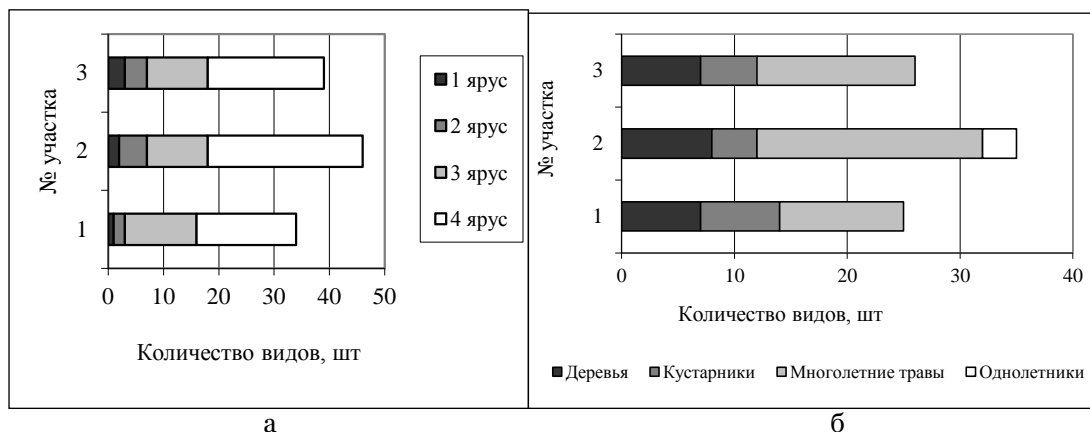 № участка
3
2
1
0 10 20 30 40 50
Количество видов, шт
1 ярус
2 ярус
3 ярус
4 ярус
а
№ участка
3
2
1
0 10 20 30 40
Количество видов, шт
Деревья Кустарники Многолетние травы Однолетники
б